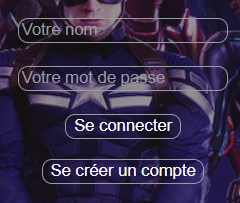 Votre nom
Votre mot de passe
Se connecter
Se créer un compte